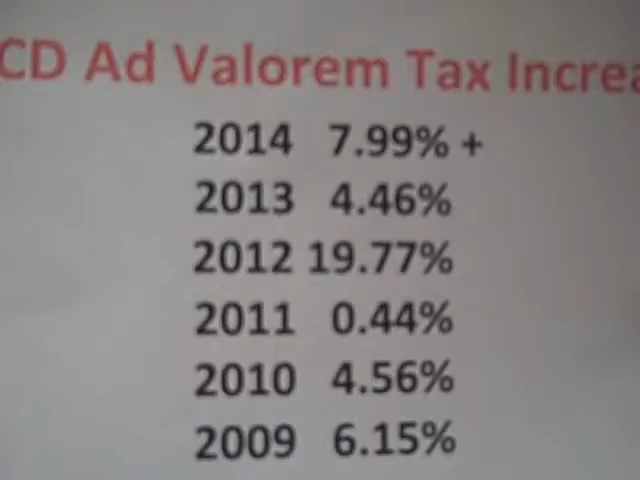 CD Ad Valorem Tax Increa
2014 7.99% +
2013 4.46%
2012 19.77%
2011 0.44%
2010 4.56%
2009 6.15%